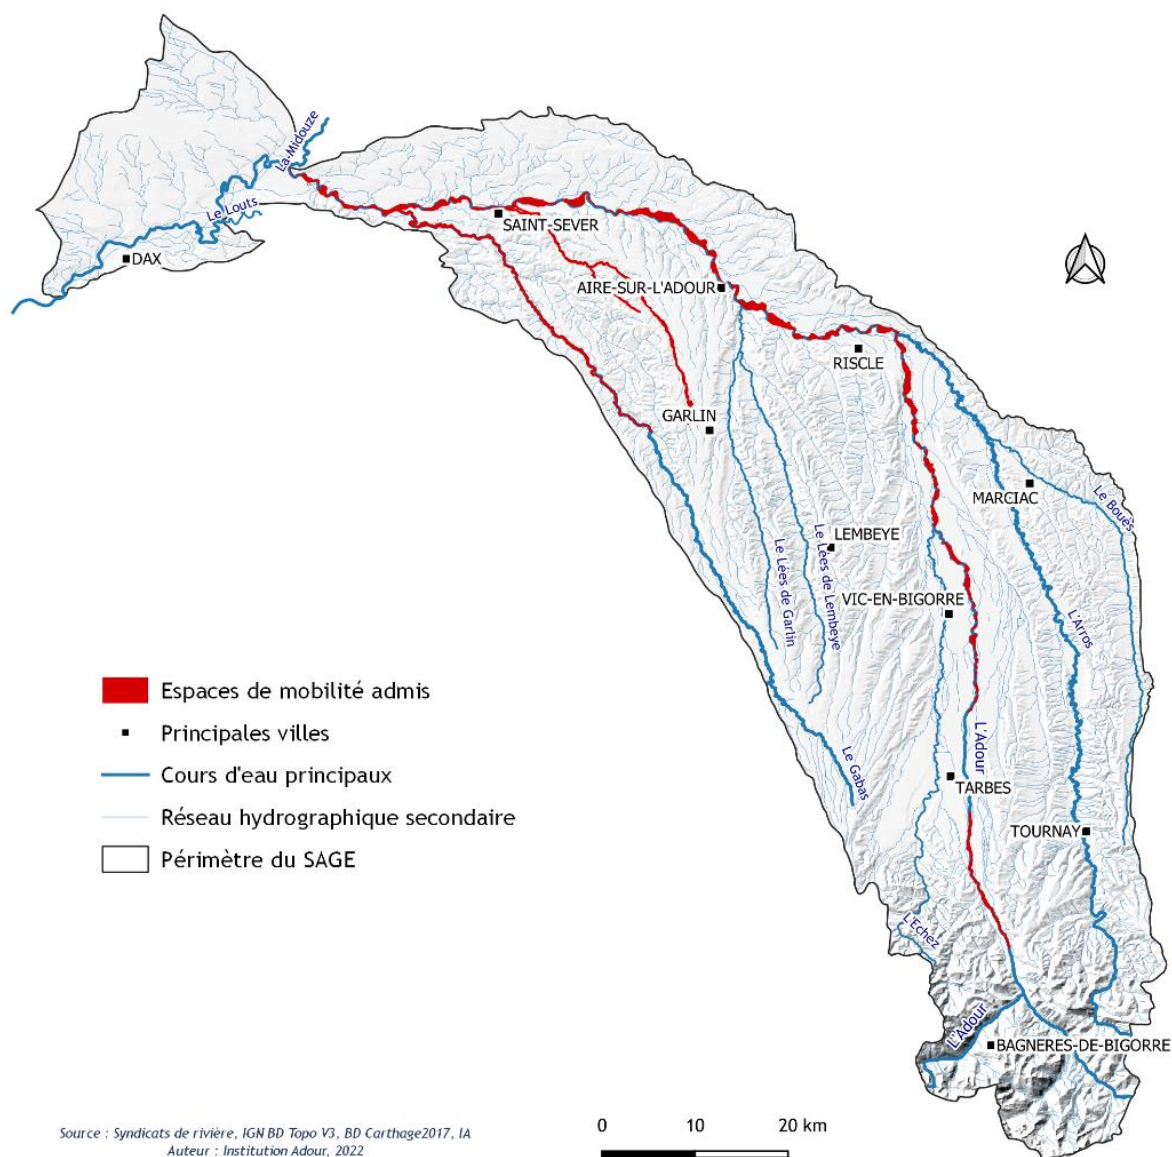 La-Midouze
Le Louts
DAX
SAINT-SEVER
AIRE-SUR-L'ADOUR
RISCLE
GARLIN
MARCIAC
Le Bouès
LEMBEYE
Le Lées de Garlin
Le Lées de Lembeye
VIC-EN-BIGORRE
L'Arros
L'Adour
Le Gabas
TARBES
TOURNAY
L'Echez
L'Adour
BAGNERES-DE-BIGORRE
Espaces de mobilité admis
Principales villes
Cours d'eau principaux
Réseau hydrographique secondaire
Périmètre du SAGE
Source : Syndicats de rivière, IGN BD Topo V3, BD Carthage2017, IA
Auteur : Institution Adour, 2022
0 10 20 km